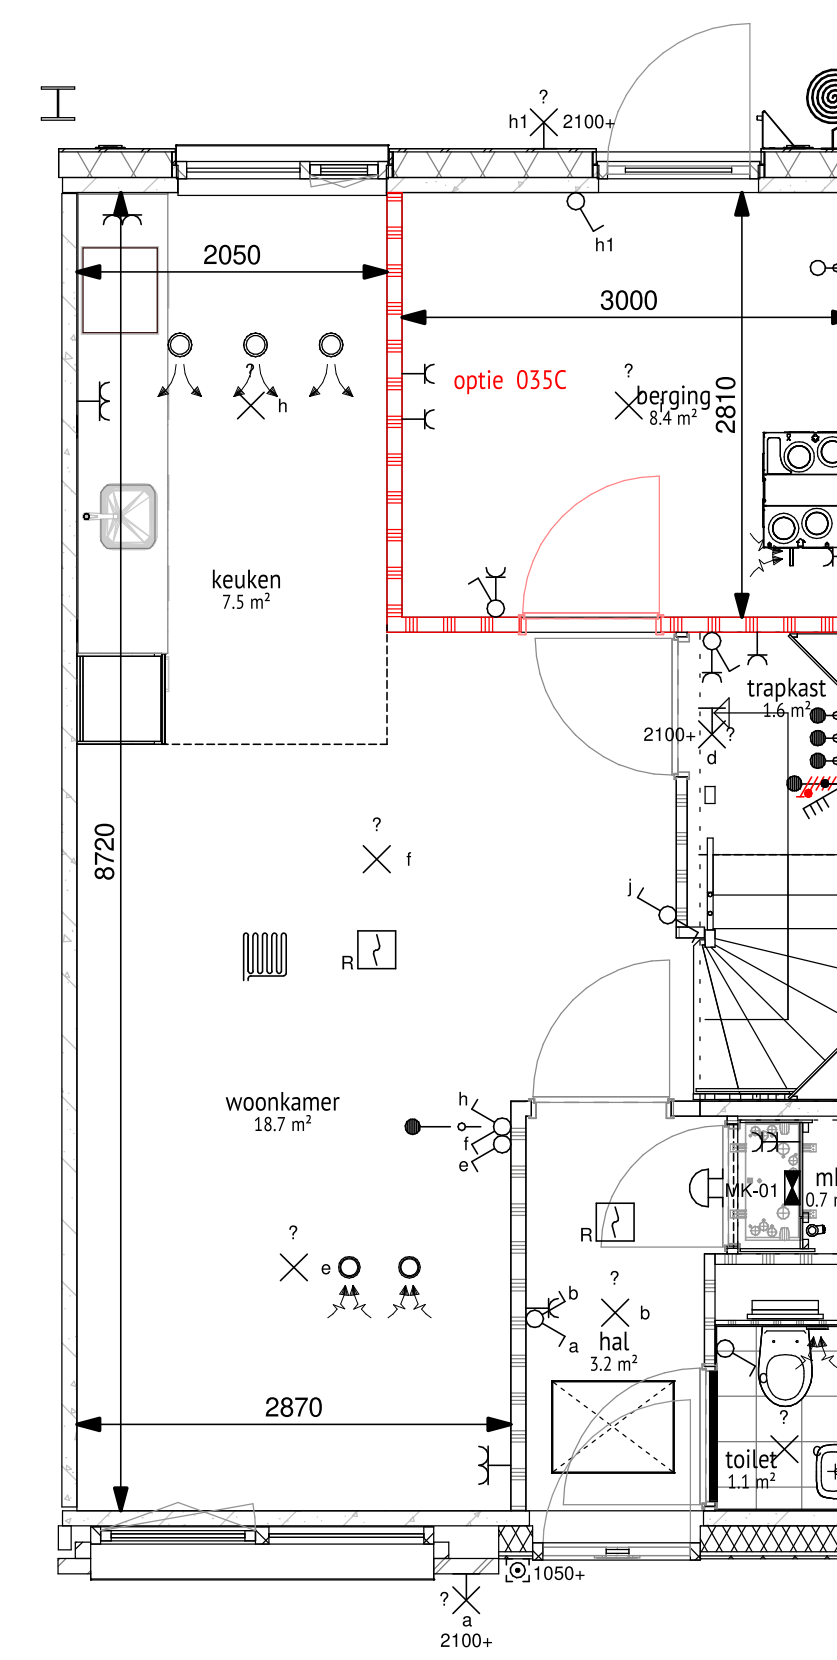 ?
h1 2100+
h1
2050
3000
optie 035C
?
h
?
berging
8.4 m²
2810
keuken
7.5 m²
trapkast
1.6 m²
2100+ ?
d
8720
?
f
j
R
woonkamer
18.7 m²
h
f
e
MK-01
0.7
R
?
e
?
b
b
a
hal
3.2 m²
2870
?
toilet
1.1 m²
1050+
?
a
2100+